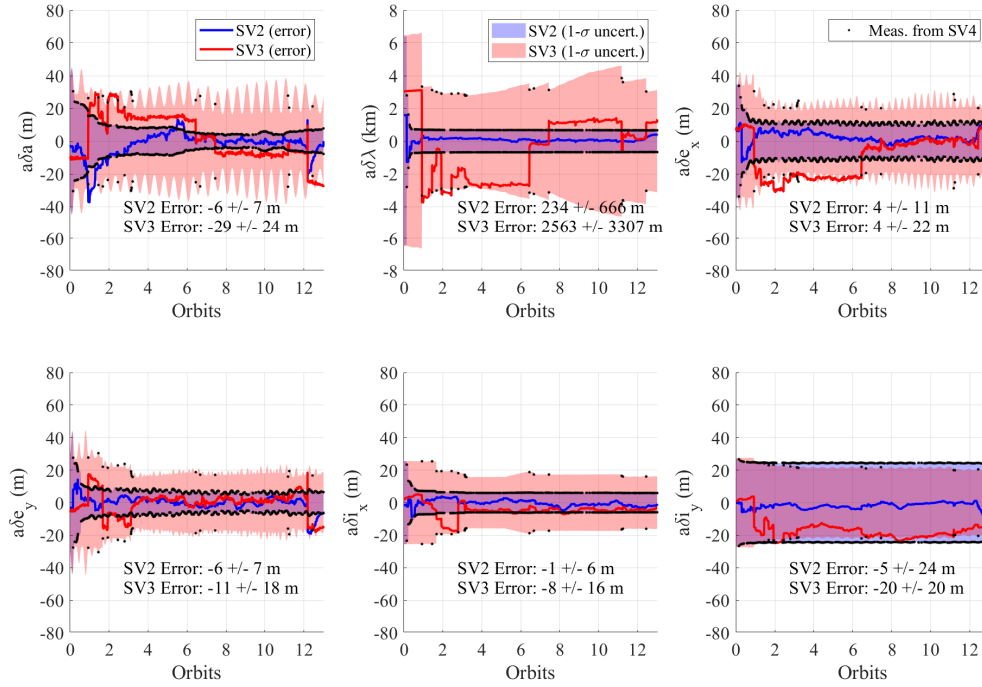 SV2 (error)
SV3 (error)
80
60
40
20
0
-20
-40
-60
-80
aδa (m)
SV2 Error: -6 +/- 7 m
SV3 Error: -29 +/- 24 m
0 2 4 6 8 10 12
Orbits
SV2 (1-σ uncert.)
SV3 (1-σ uncert.)
8
6
4
2
0
2
4
6
8
aδλ (km)
SV2 Error: 234 +/- 666 m
SV3 Error: 2563 +/- 3307 m
0 2 4 6 8 10 12
Orbits
Meas. from SV4
80
60
40
20
0
-20
-40
-60
-80
aδe_x (m)
SV2 Error: 4 +/- 11 m
SV3 Error: 4 +/- 22 m
0 2 4 6 8 10 12
Orbits
80
60
40
20
0
-20
-40
-60
-80
aδe_y (m)
SV2 Error: -6 +/- 7 m
SV3 Error: -11 +/- 18 m
0 2 4 6 8 10 12
Orbits
80
60
40
20
0
-20
-40
-60
-80
aδi_x (m)
SV2 Error: -1 +/- 6 m
SV3 Error: -8 +/- 16 m
0 2 4 6 8 10 12
Orbits
80
60
40
20
0
-20
-40
-60
-80
aδi_y (m)
SV2 Error: -5 +/- 24 m
SV3 Error: -20 +/- 20 m
0 2 4 6 8 10 12
Orbits